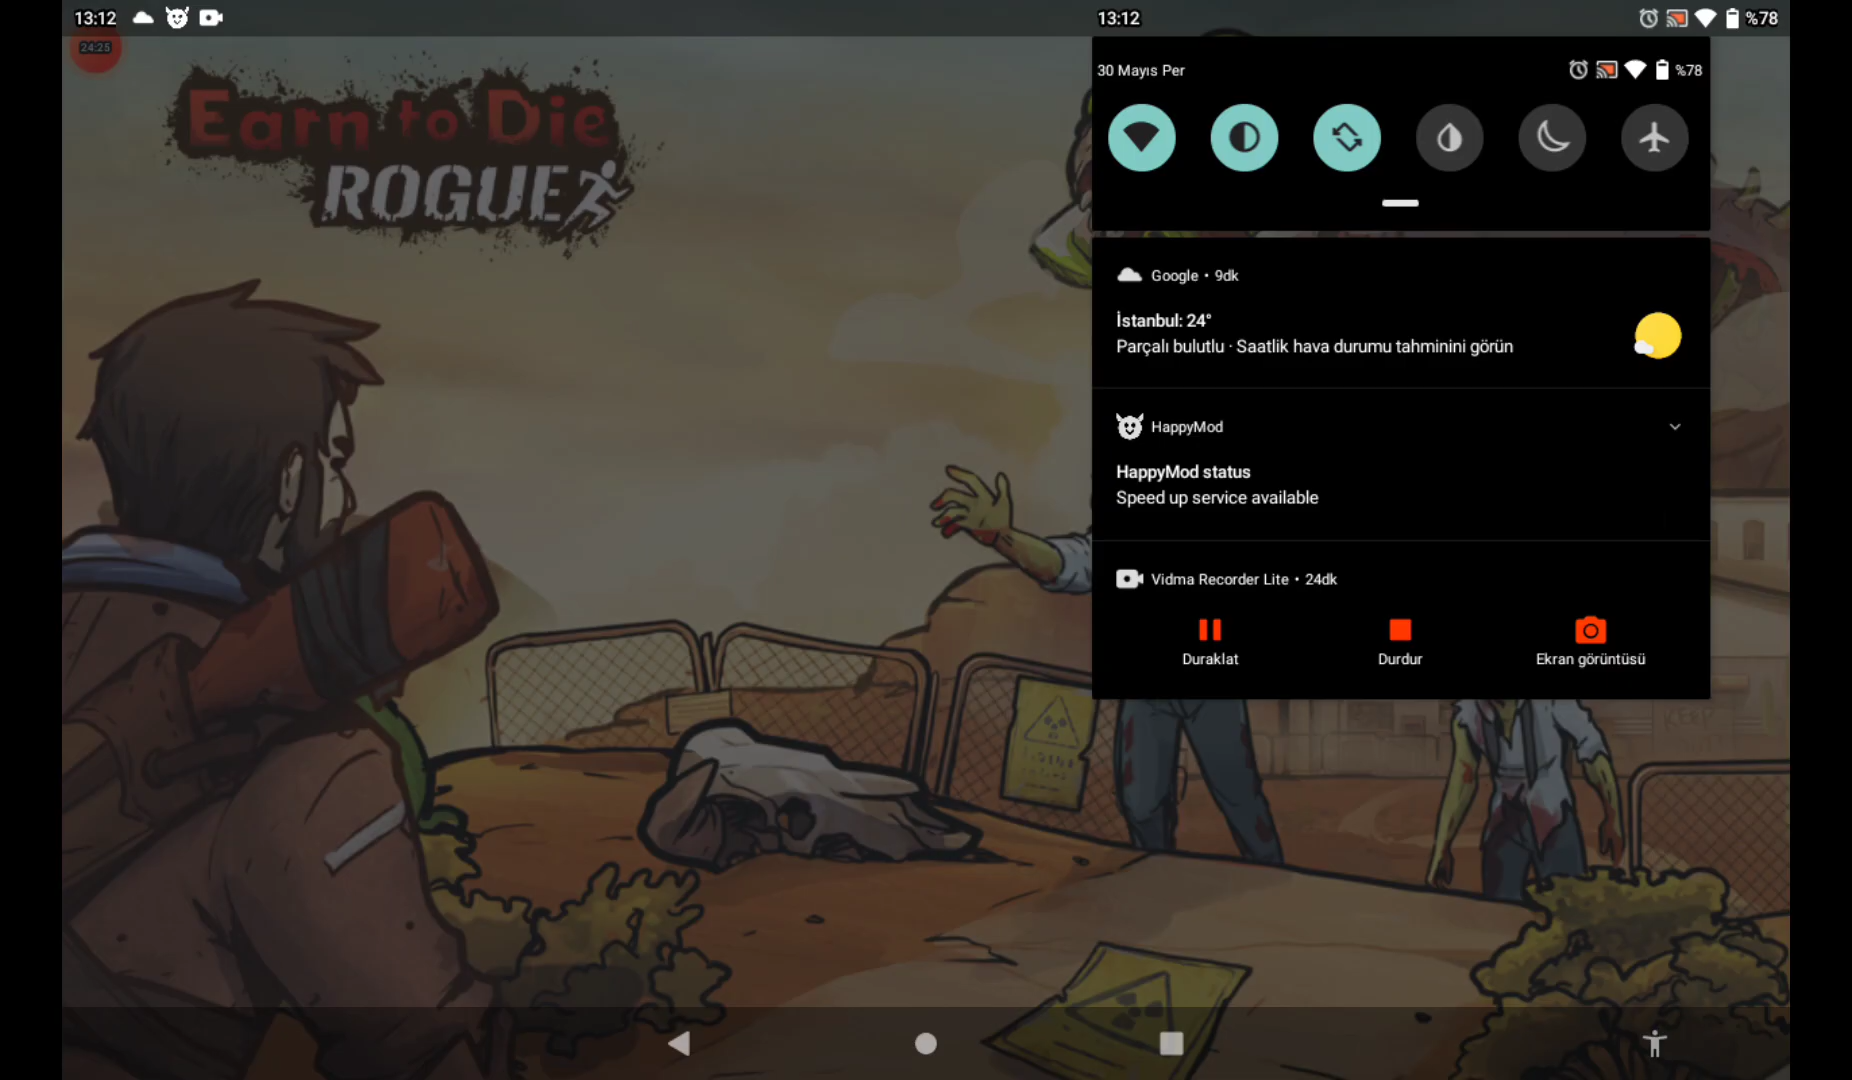 13:12
24:25
Earn to Die
ROGUE
13:12
%78
30 Mayıs Per
%78
Google • 9dk
İstanbul: 24°
Parçalı bulutlu · Saatlik hava durumu tahminini görün
HappyMod
HappyMod status
Speed up service available
Vidma Recorder Lite • 24dk
Duraklat
Durdur
Ekran görüntüsü
KEEP